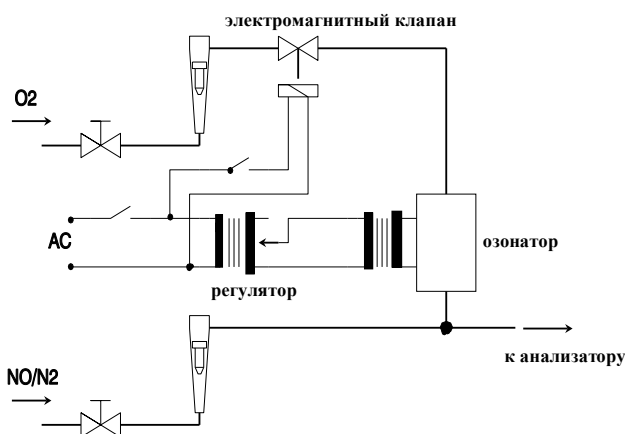 электромагнитный клапан
O2
AC
озонатор
регулятор
к анализатору
NO/N2